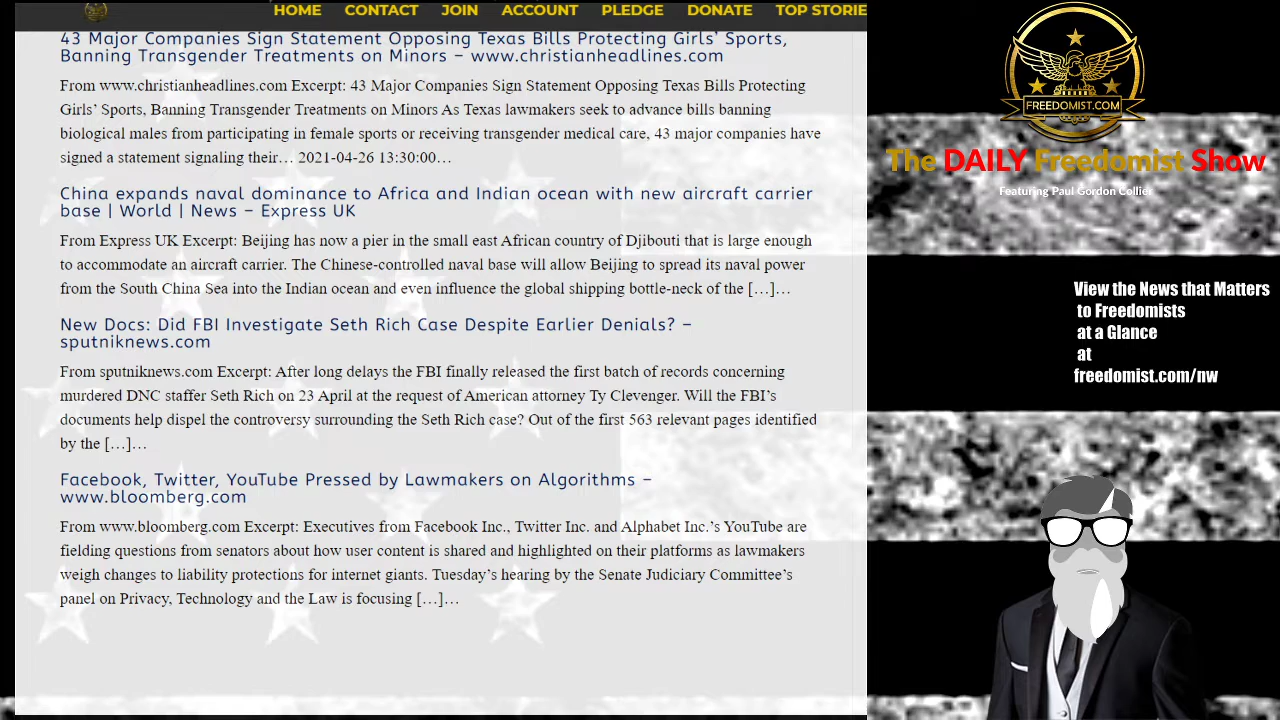 HOME CONTACT JOIN ACCOUNT PLEDGE DONATE TOP STORIE
43 Major Companies Sign Statement Opposing Texas Bills Protecting Girls’ Sports,
Banning Transgender Treatments on Minors – www.christianheadlines.com
From www.christianheadlines.com Excerpt: 43 Major Companies Sign Statement Opposing Texas Bills Protecting
Girls’ Sports, Banning Transgender Treatments on Minors As Texas lawmakers seek to advance bills banning
biological males from participating in female sports or receiving transgender medical care, 43 major companies have
signed a statement signaling their… 2021-04-26 13:30:00…
China expands naval dominance to Africa and Indian ocean with new aircraft carrier
base | World | News – Express UK
From Express UK Excerpt: Beijing has now a pier in the small east African country of Djibouti that is large enough
to accommodate an aircraft carrier. The Chinese-controlled naval base will allow Beijing to spread its naval power
from the South China Sea into the Indian ocean and even influence the global shipping bottle-neck of the […]…
New Docs: Did FBI Investigate Seth Rich Case Despite Earlier Denials? –
sputniknews.com
From sputniknews.com Excerpt: After long delays the FBI finally released the first batch of records concerning
murdered DNC staffer Seth Rich on 23 April at the request of American attorney Ty Clevenger. Will the FBI’s
documents help dispel the controversy surrounding the Seth Rich case? Out of the first 563 relevant pages identified
by the […]…
Facebook, Twitter, YouTube Pressed by Lawmakers on Algorithms –
www.bloomberg.com
From www.bloomberg.com Excerpt: Executives from Facebook Inc., Twitter Inc. and Alphabet Inc.’s YouTube are
fielding questions from senators about how user content is shared and highlighted on their platforms as lawmakers
weigh changes to liability protections for internet giants. Tuesday’s hearing by the Senate Judiciary Committee’s
panel on Privacy, Technology and the Law is focusing […]…
FREEDOMIST.COM
The DAILY Freedomist Show
Featuring Paul Gordon Collier
View the News that Matters
to Freedomists
at a Glance
at
freedomist.com/nw